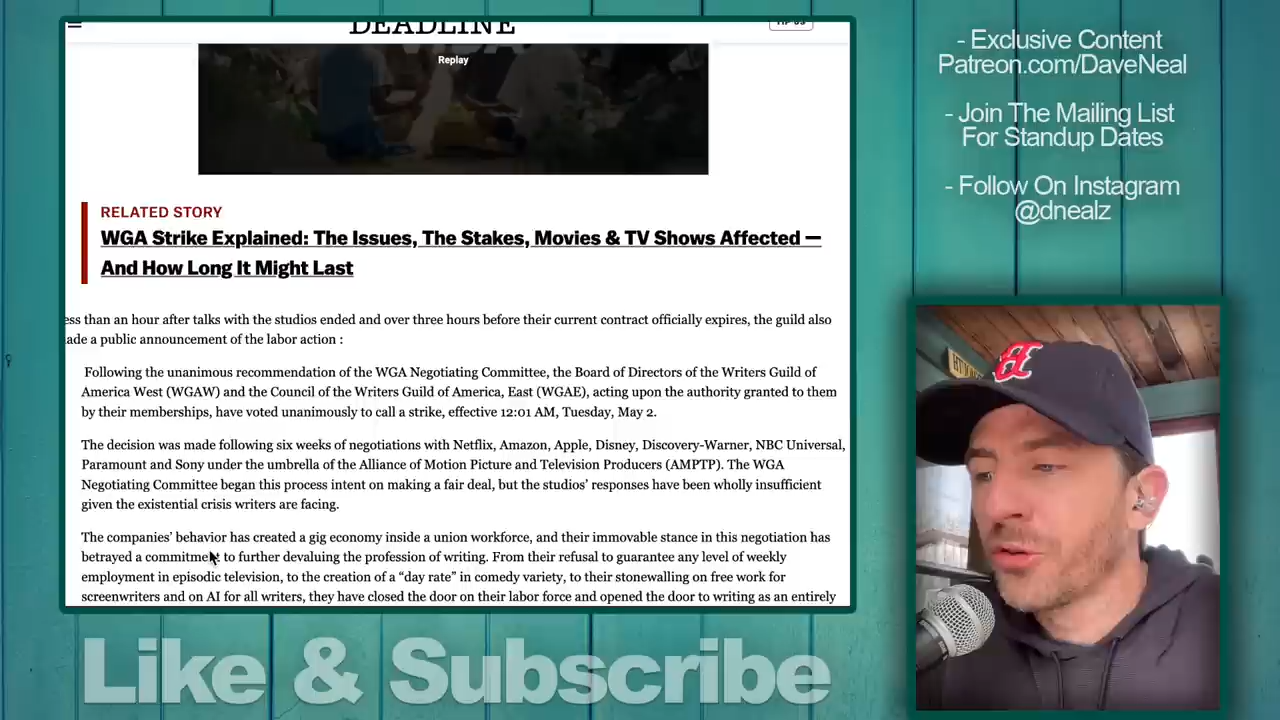 DEADLINE
Replay
RELATED STORY
WGA Strike Explained: The Issues, The Stakes, Movies & TV Shows Affected —
And How Long It Might Last
ess than an hour after talks with the studios ended and over three hours before their current contract officially expires, the guild also
ade a public announcement of the labor action :
Following the unanimous recommendation of the WGA Negotiating Committee, the Board of Directors of the Writers Guild of
America West (WGAW) and the Council of the Writers Guild of America, East (WGAE), acting upon the authority granted to them
by their memberships, have voted unanimously to call a strike, effective 12:01 AM, Tuesday, May 2.
The decision was made following six weeks of negotiations with Netflix, Amazon, Apple, Disney, Discovery-Warner, NBC Universal,
Paramount and Sony under the umbrella of the Alliance of Motion Picture and Television Producers (AMPTP). The WGA
Negotiating Committee began this process intent on making a fair deal, but the studios’ responses have been wholly insufficient
given the existential crisis writers are facing.
The companies’ behavior has created a gig economy inside a union workforce, and their immovable stance in this negotiation has
betrayed a commitment to further devaluing the profession of writing. From their refusal to guarantee any level of weekly
employment in episodic television, to the creation of a “day rate” in comedy variety, to their stonewalling on free work for
screenwriters and on AI for all writers, they have closed the door on their labor force and opened the door to writing as an entirely
- Exclusive Content
Patreon.com/DaveNeal
- Join The Mailing List
For Standup Dates
- Follow On Instagram
@dnealz
B
Like & Subscribe